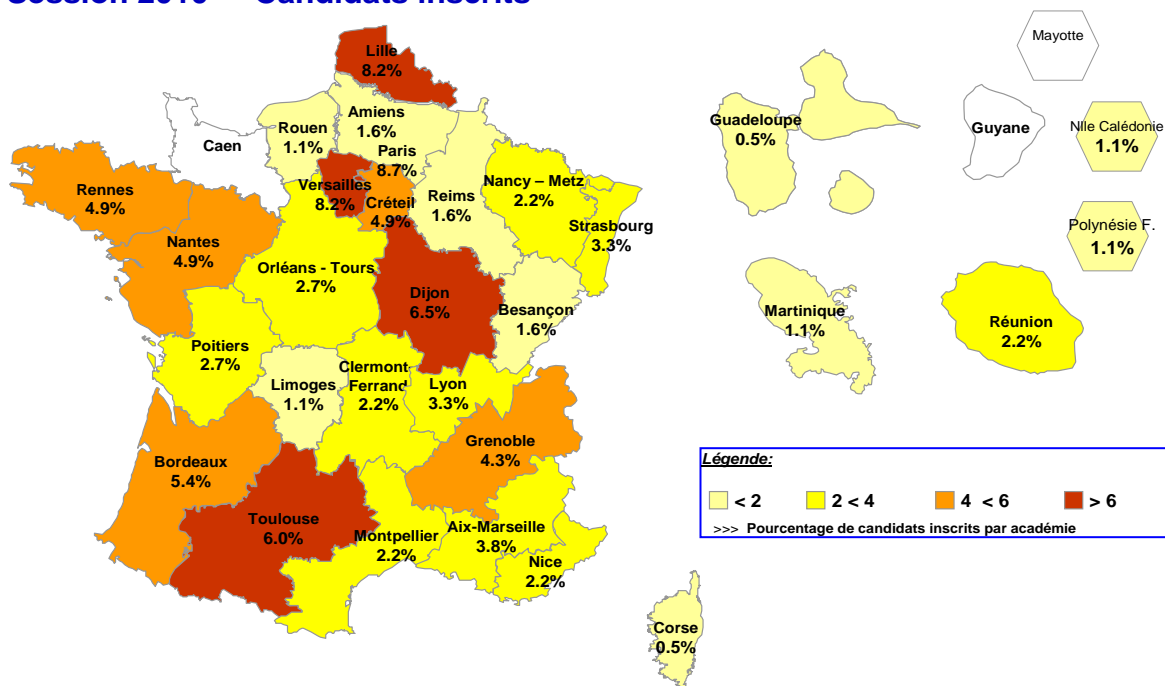 Session Candidats inscrits
Lille
8.2%
Amiens
1.6%
Rouen
1.1%
Caen
Paris
8.7%
Versailles
8.2%
Créteil
4.9%
Reims
1.6%
Nancy – Metz
2.2%
Strasbourg
3.3%
Rennes
4.9%
Nantes
4.9%
Orléans - Tours
2.7%
Dijon
6.5%
Besançon
1.6%
Poitiers
2.7%
Limoges
1.1%
Clermont-
Ferrand
2.2%
Lyon
3.3%
Grenoble
4.3%
Bordeaux
5.4%
Toulouse
6.0%
Montpellier
2.2%
Aix-Marseille
3.8%
Nice
2.2%
Corse
0.5%
Mayotte
Guadeloupe
0.5%
Guyane
Nlle Calédonie
1.1%
Polynésie F.
1.1%
Martinique
1.1%
Réunion
2.2%
Légende:
< 2
2 < 4
4 < 6
> 6
>>> Pourcentage de candidats inscrits par académie